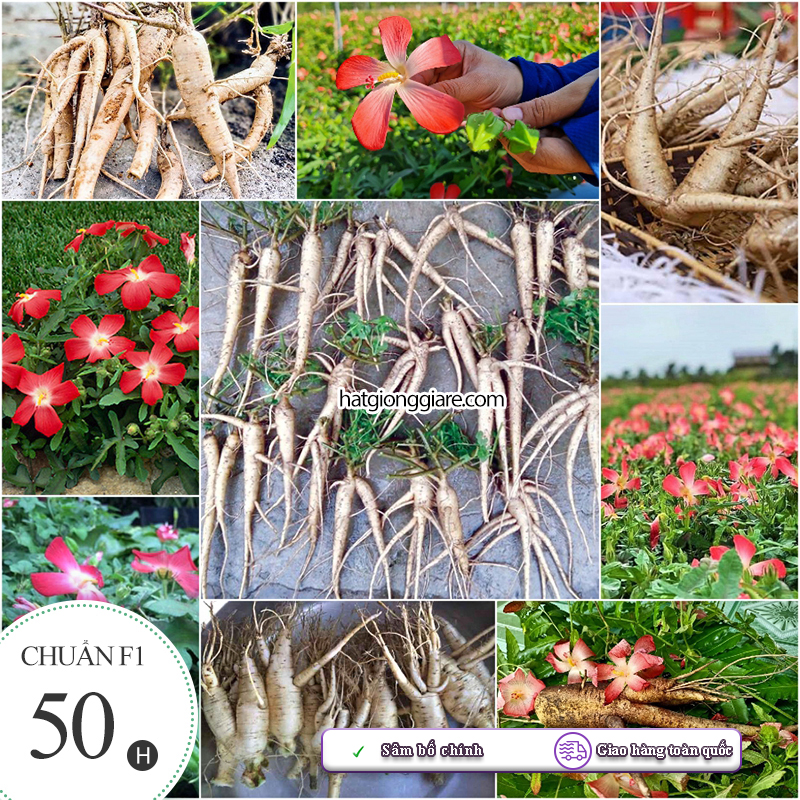 hatgionggiare.com
CHUẨN F1
50
H
✓ Sâm bố chính
Giao hàng toàn quốc